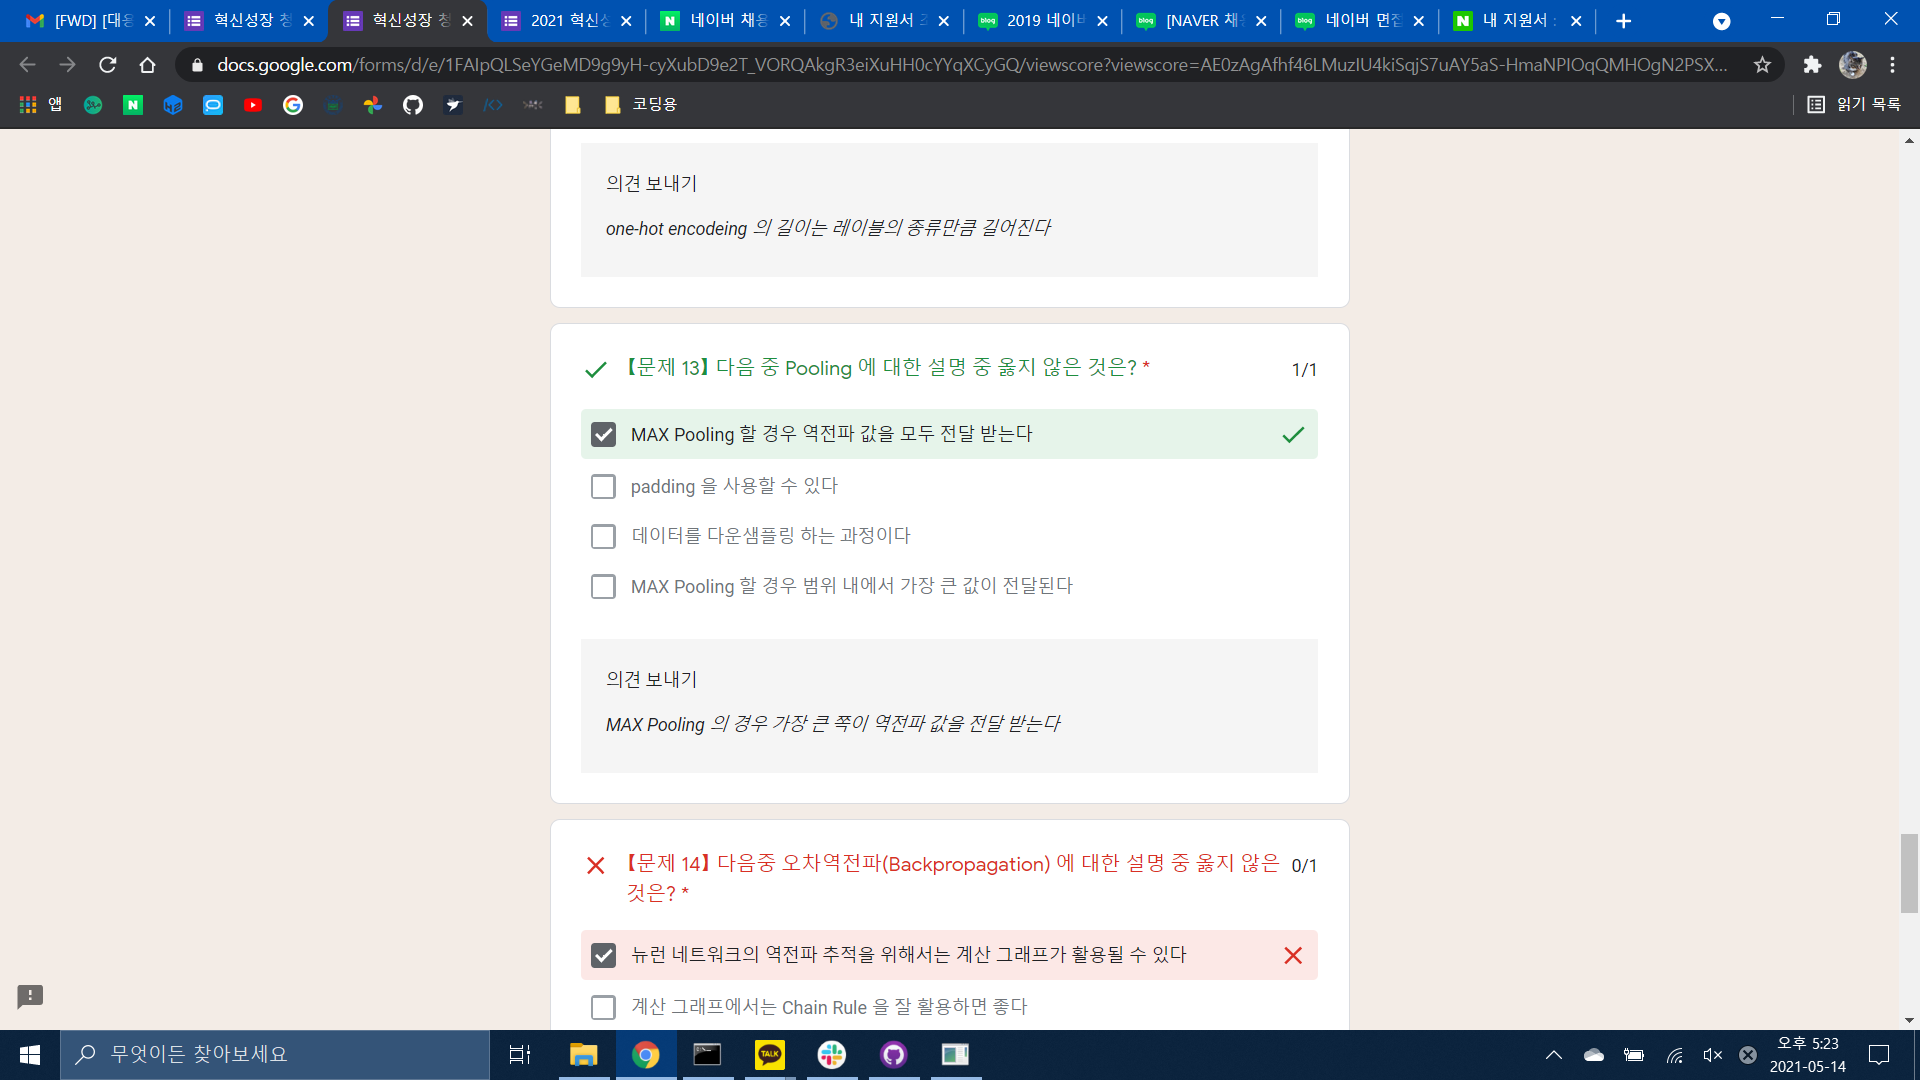 [FWD] [대용
혁신성장 청
혁신성장 청
2021 혁신성
네이버 채용
내 지원서 조
2019 네이버
[NAVER 채용
네이버 면접
내 지원서 :
docs.google.com/forms/d/e/1FAIpQLSeYGeMD9g9yH-cyXubD9e2T_VORQAkgR3eiXuHH0cYYqXCyGQ/viewscore?viewscore=AE0zAgAfhf46LMuzIU4kiSqjS7uAY5aS-HmaNPIOqQMHOgN2PSX...
앱
코딩용
읽기 목록
의견 보내기
one-hot encodeing 의 길이는 레이블의 종류만큼 길어진다
【문제 13】 다음 중 Pooling 에 대한 설명 중 옳지 않은 것은? *
1/1
MAX Pooling 할 경우 역전파 값을 모두 전달 받는다
padding 을 사용할 수 있다
데이터를 다운샘플링 하는 과정이다
MAX Pooling 할 경우 범위 내에서 가장 큰 값이 전달된다
의견 보내기
MAX Pooling 의 경우 가장 큰 쪽이 역전파 값을 전달 받는다
【문제 14】 다음중 오차역전파(Backpropagation) 에 대한 설명 중 옳지 않은
것은? *
0/1
뉴런 네트워크의 역전파 추적을 위해서는 계산 그래프가 활용될 수 있다
계산 그래프에서는 Chain Rule 을 잘 활용하면 좋다
무엇이든 찾아보세요
TALK
오후 5:23
2021-05-14